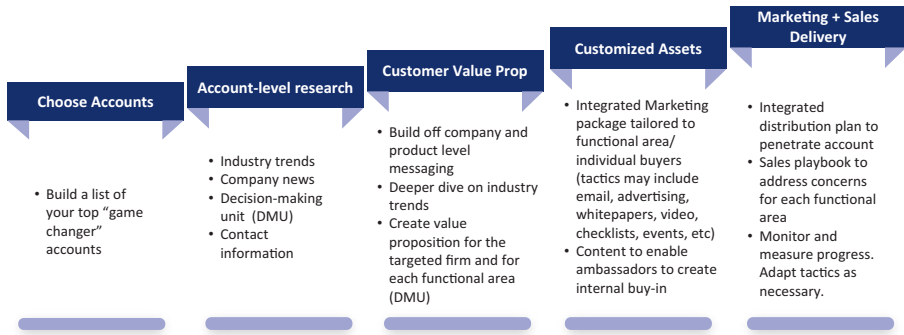 Choose Accounts
• Build a list of
your top “game
changer”
accounts
Account-level research
• Industry trends
• Company news
• Decision-making
unit (DMU)
• Contact
information
Customer Value Prop
• Build off company and
product level
messaging
• Deeper dive on industry
trends
• Create value
proposition for the
targeted firm and for
each functional area
(DMU)
Customized Assets
• Integrated Marketing
package tailored to
functional area/
individual buyers
(tactics may include
email, advertising,
whitepapers, video,
checklists, events, etc)
• Content to enable
ambassadors to create
internal buy-in
Marketing + Sales
Delivery
• Integrated
distribution plan to
penetrate account
• Sales playbook to
address concerns
for each functional
area
• Monitor and
measure progress.
Adapt tactics as
necessary.